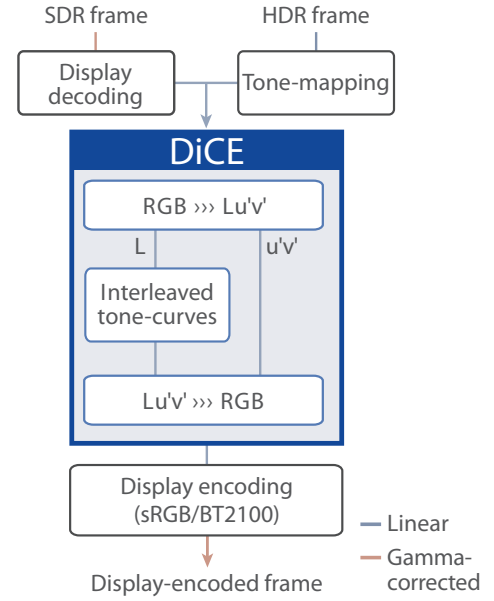 SDR frame
HDR frame
Display
decoding
Tone-mapping
DiCE
RGB ››› Lu'v'
L
u'v'
Interleaved
tone-curves
Lu'v' ››› RGB
Display encoding
(sRGB/BT2100)
Linear
Gamma-
corrected
Display-encoded frame